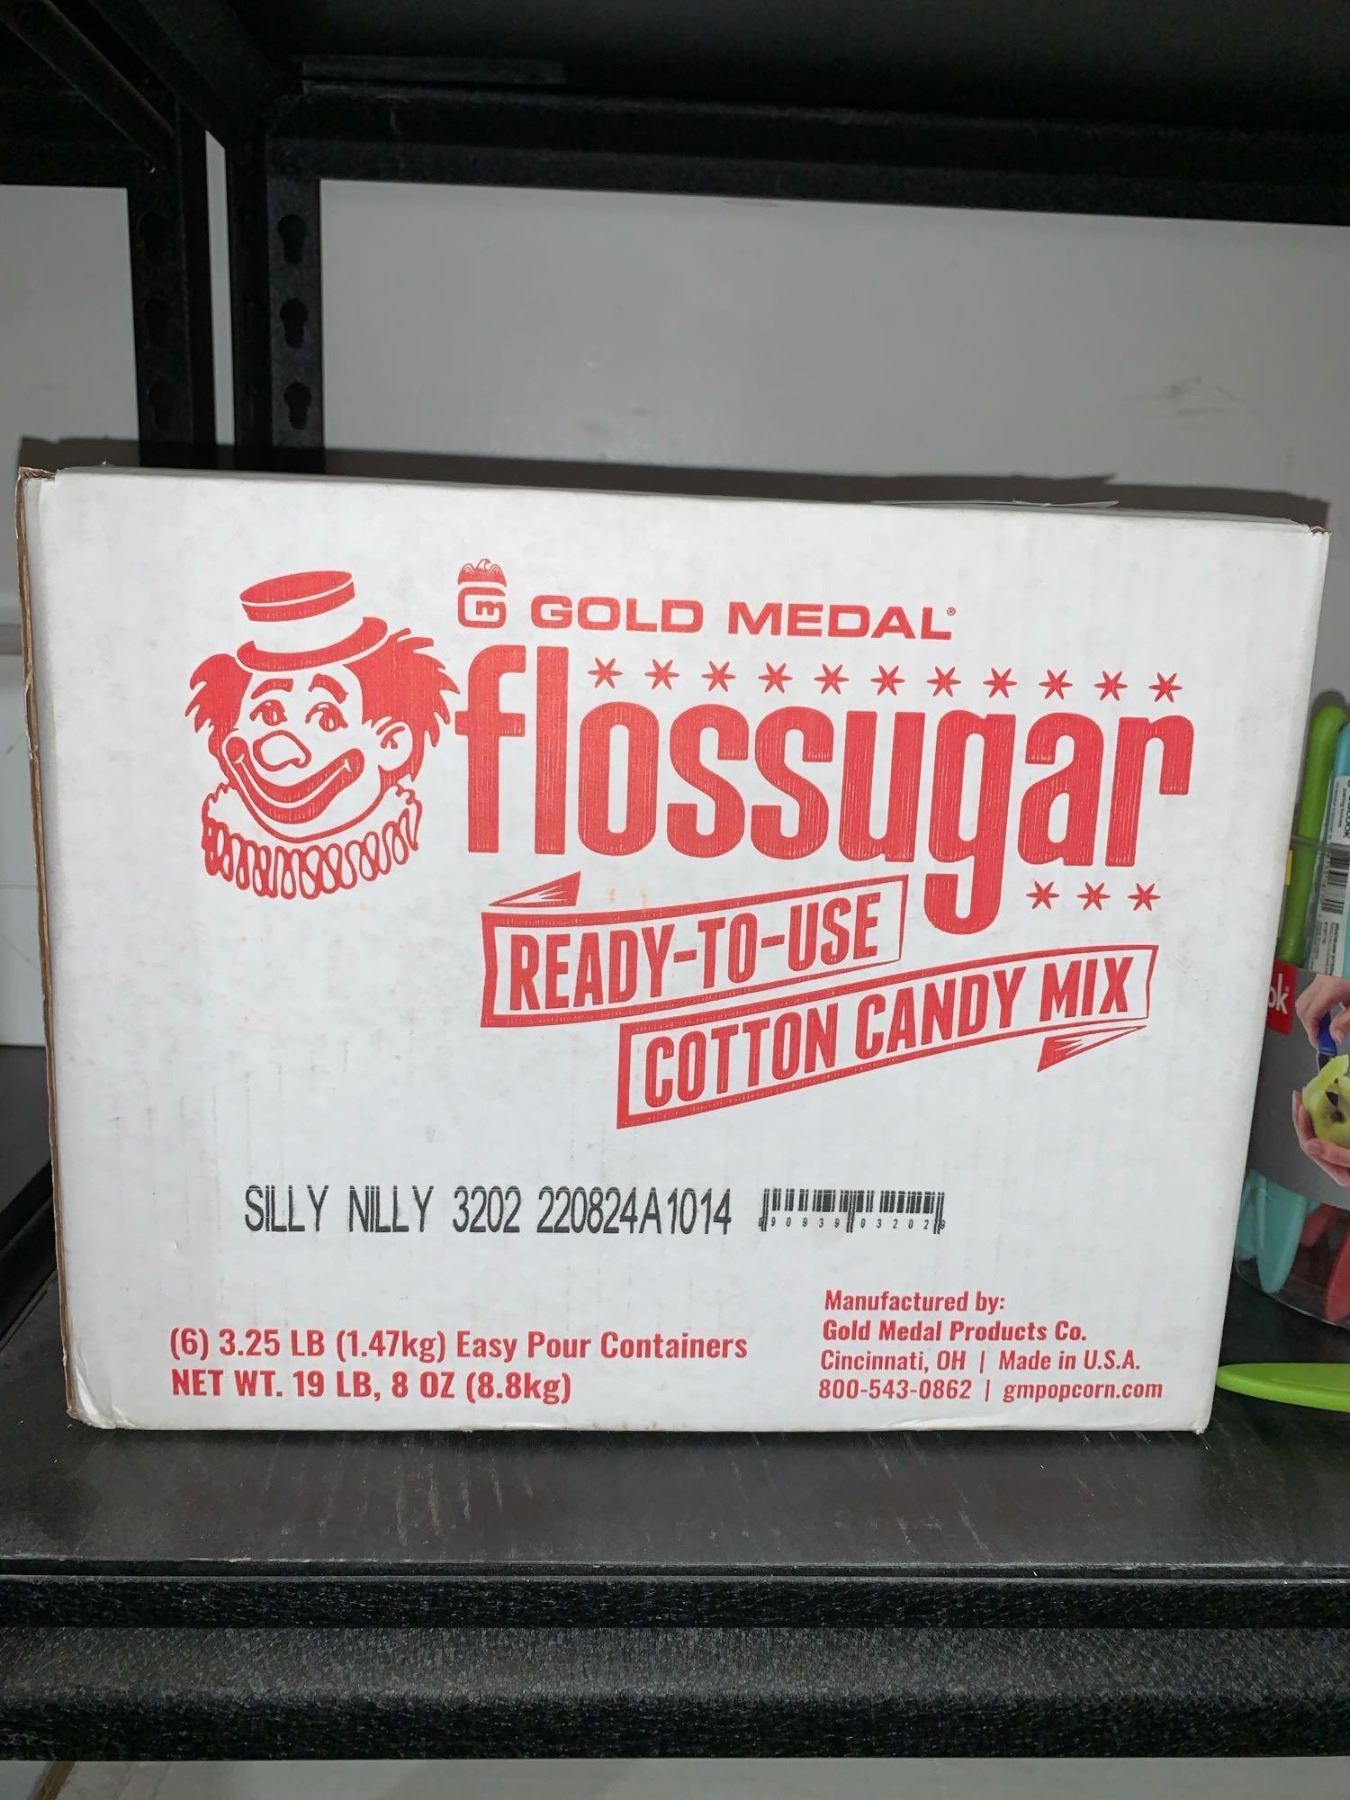 GOLD MEDAL®
flossugar
READY-TO-USE
COTTON CANDY MIX
SILLY NILLY 3202 220824A1014
(6) 3.25 LB (1.47kg) Easy Pour Containers
NET WT. 19 LB, 8 OZ (8.8kg)
Manufactured by:
Gold Medal Products Co.
Cincinnati, OH | Made in U.S.A.
800-543-0862 | gmpopcorn.com
ok